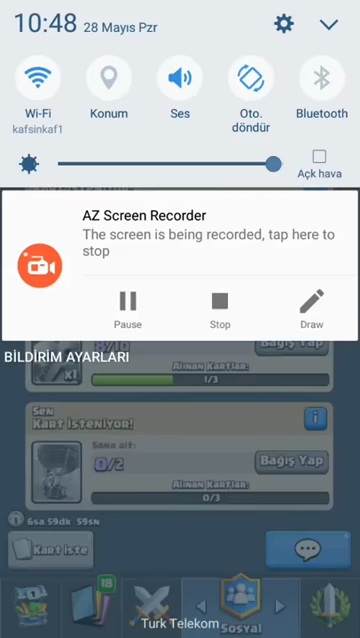 10:48 28 Mayıs Pzr
Wi-Fi
kafsinkaf1
Konum
Ses
Oto.
döndür
Bluetooth
Açk hava
AZ Screen Recorder
The screen is being recorded, tap here to
stop
Pause
Stop
Draw
BİLDİRİM AYARLARI
8/10
Bağış Yap
x1
Alınan Kartlar:
1/3
Sen
Kart İsteniyor!
Sana ait:
0/2
Bağış Yap
Alınan Kartlar:
0/3
6sa 59dk 59sn
Kart İste
18
Turk Telekom
Sosyal